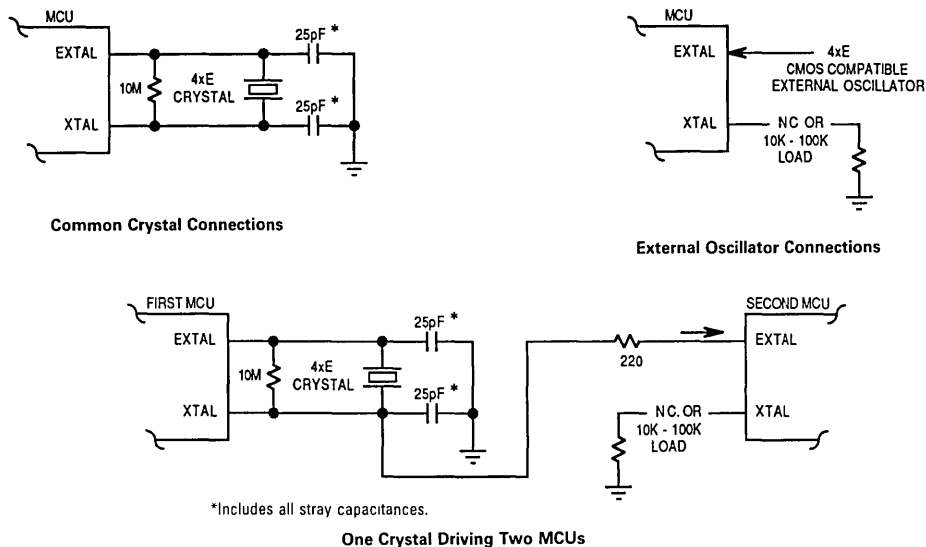 MCU
EXTAL
XTAL
10M
4xE
CRYSTAL
25pF *
25pF *
Common Crystal Connections
MCU
EXTAL
4xE
CMOS COMPATIBLE
EXTERNAL OSCILLATOR
XTAL
NC OR
10K - 100K
LOAD
External Oscillator Connections
FIRST MCU
EXTAL
XTAL
10M
4xE
CRYSTAL
25pF *
25pF *
220
SECOND MCU
EXTAL
XTAL
N C. OR
10K - 100K
LOAD
*Includes all stray capacitances.
One Crystal Driving Two MCUs